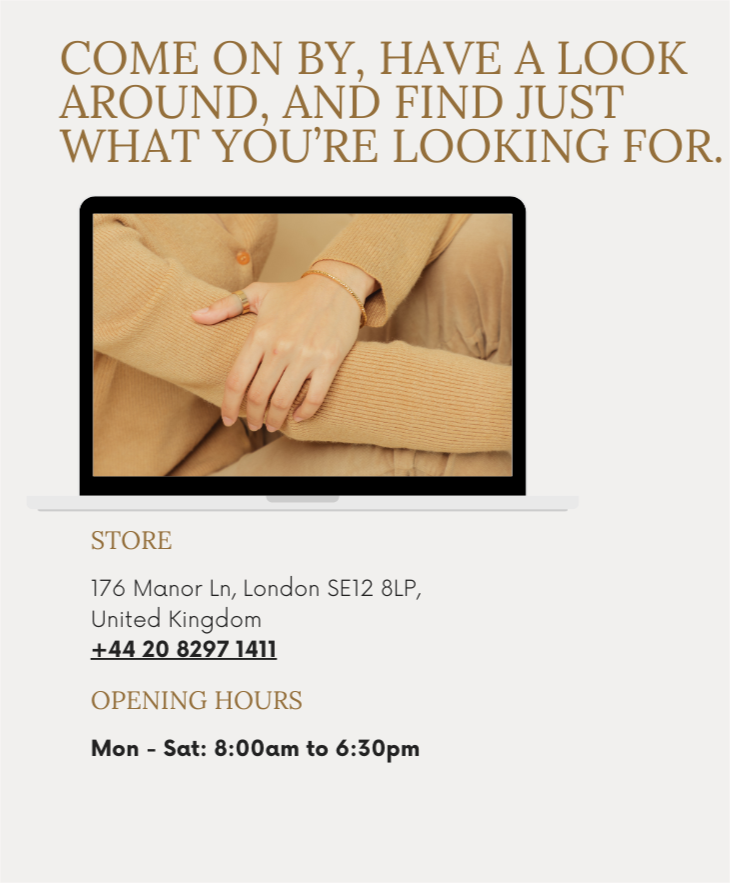 COME ON BY, HAVE A LOOK
AROUND, AND FIND JUST
WHAT YOU’RE LOOKING FOR.
STORE
176 Manor Ln, London SE12 8LP,
United Kingdom
+44 20 8297 1411
OPENING HOURS
Mon - Sat: 8:00am to 6:30pm